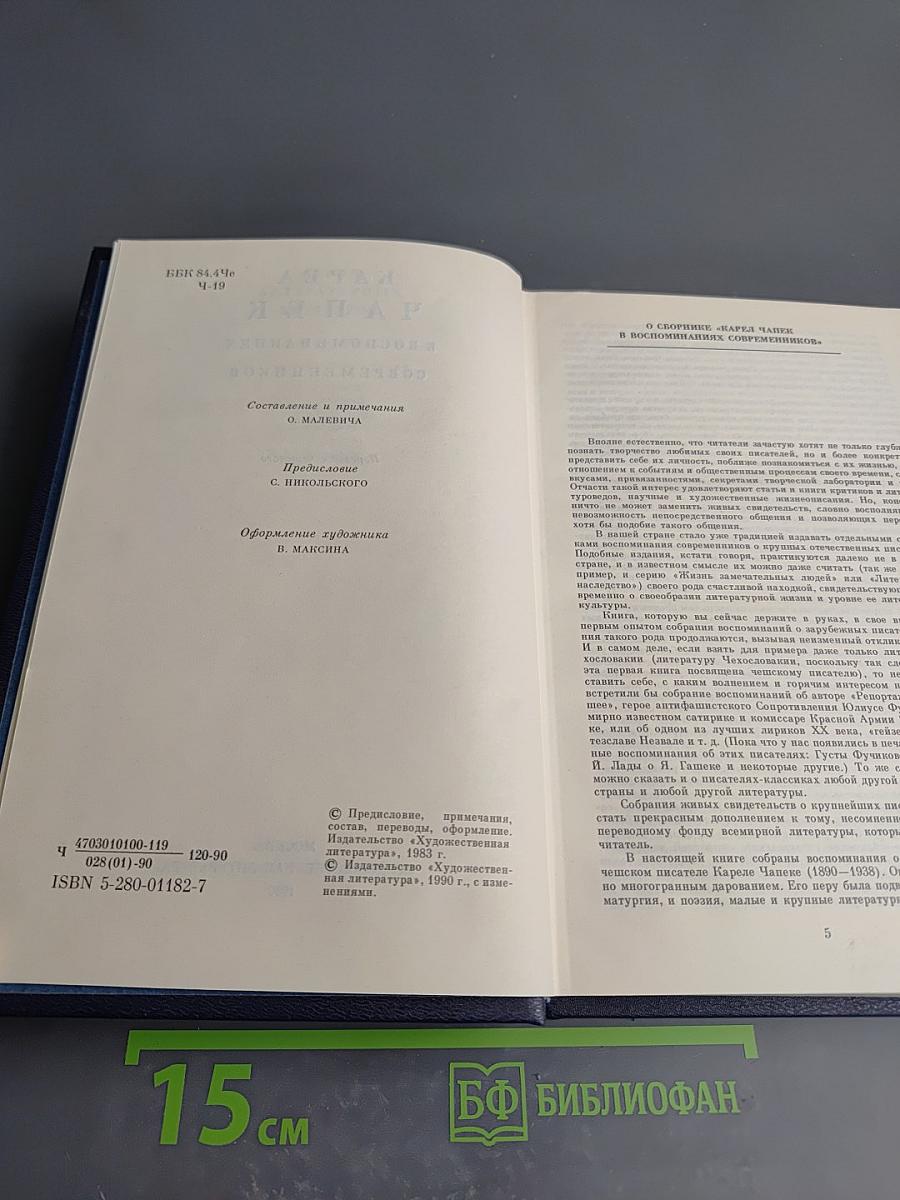 ББК 84.4Че
Ч-19
КАРЕЛ
ЧАПЕК
В ВОСПОМИНАНИЯХ
СОВРЕМЕННИКОВ
Составление и примечания
О. МАЛЕВИЧА
Предисловие
С. НИКОЛЬСКОГО
Оформление художника
В. МАКСИНА
Ч 4703010100-119 120-90
028(01)-90
ISBN 5-280-01182-7
© Предисловие, примечания,
состав, переводы, оформление.
Издательство «Художественная
литература», 1983 г.
© Издательство «Художествен-
ная литература», 1990 г., с изме-
нениями.
О СБОРНИКЕ «КАРЕЛ ЧАПЕК
В ВОСПОМИНАНИЯХ СОВРЕМЕННИКОВ»
Вполне естественно, что читатели зачастую хотят не только
познать творчество любимых своих писателей, но и более
представить себе их личность, поближе познакомиться с их жизнью,
отношением к событиям и общественным процессам своего времени,
вкусами, привязанностями, секретами творческой лаборатории и
Отчасти такой интерес удовлетворяют статьи и книги критиков и
туроведов, научные и художественные жизнеописания. Но,
ничто не может заменить живых свидетельств, словно
невозможность непосредственного общения и позволяющих
хотя бы подобие такого общения.
В нашей стране стало уже традицией издавать отдельными
ками воспоминания современников о крупных отечественных
Подобные издания, кстати говоря, практикуются далеко не в
стране, и в известном смысле их можно даже считать (так же
пример, и серию «Жизнь замечательных людей» или
наследство») своего рода счастливой находкой,
временно о своеобразии литературной жизни и уровне ее
культуры.
Книга, которую вы сейчас держите в руках, в свое
первым опытом собрания воспоминаний о зарубежных
ния такого рода продолжаются, вызывая неизменный
И в самом деле, если взять для примера даже только
хословакии (литературу Чехословакии, поскольку так
эта первая книга посвящена чешскому писателю), то
ставить себе, с каким волнением и горячим интересом
встретили бы собрание воспоминаний об авторе
шее», герое антифашистского Сопротивления Юлиусе
мирно известном сатирике и комиссаре Красной Армии
ке, или об одном из лучших лириков XX века,
тезславе Незвале и т. д. (Пока что у нас появились в
ные воспоминания об этих писателях: Густы
Й. Лады о Я. Гашеке и некоторые другие.) То же
можно сказать и о писателях-классиках любой другой
страны и любой другой литературы.
Собрания живых свидетельств о крупнейших
стать прекрасным дополнением к тому,
переводному фонду всемирной литературы,
читатель.
В настоящей книге собраны воспоминания о
чешском писателе Кареле Чапеке (1890—1938).
но многогранным дарованием. Его перу была
матургия, и поэзия, малые и крупные
5
15 см
БФ БИБЛИОФАН